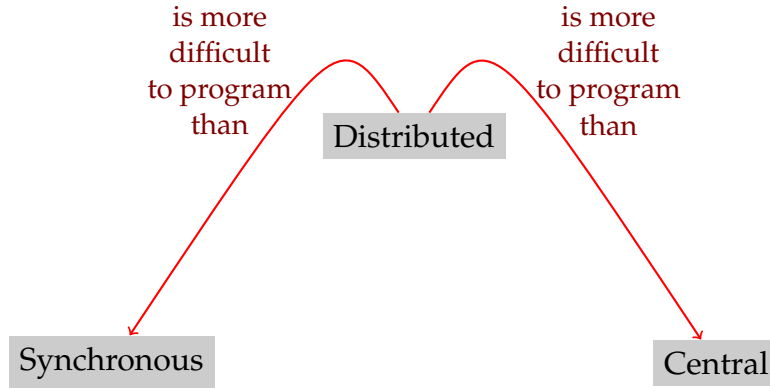 is more
difficult
to program
than
is more
difficult
to program
than
Distributed
Synchronous
Central